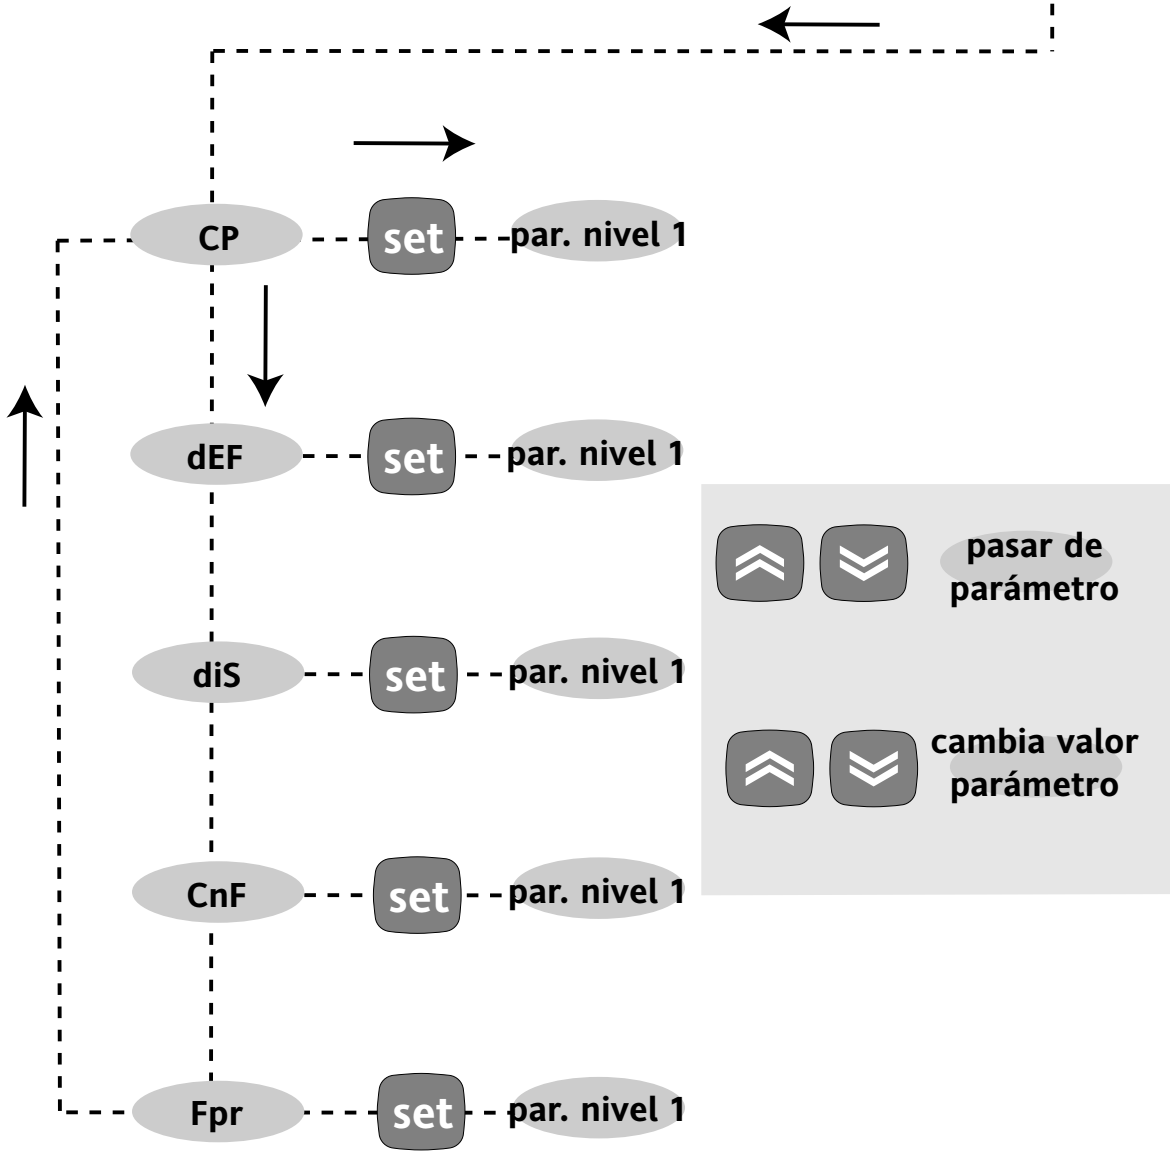 CP set par. nivel 1
dEF set par. nivel 1
pasar de
parámetro
diS set par. nivel 1
cambia valor
parámetro
CnF set par. nivel 1
Fpr set par. nivel 1